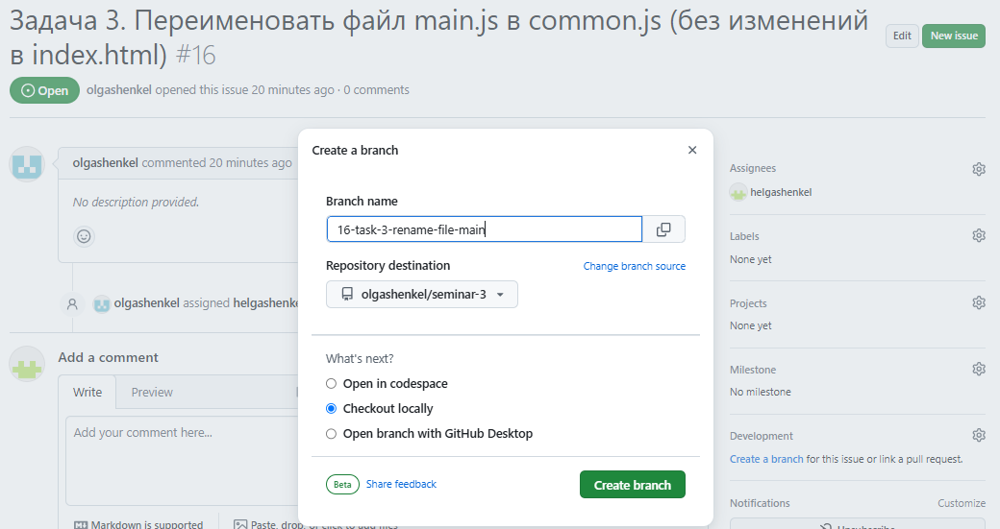 Задача 3. Переименовать файл main.js в common.js (без изменений
в index.html) #16
Edit
New issue
Open
olgashenkel opened this issue 20 minutes ago · 0 comments
olgashenkel commented 20 minutes ago
No description provided.
olgashenkel assigned helgashenke
Add a comment
Write
Preview
Add your comment here...
Markdown is supported
Paste, drop, or click to add files
Create a branch
Branch name
16-task-3-rename-file-main
Repository destination
Change branch source
olgashenkel/seminar-3
What's next?
Open in codespace
Checkout locally
Open branch with GitHub Desktop
Beta
Share feedback
Create branch
Assignees
helgashenkel
Labels
None yet
Projects
None yet
Milestone
No milestone
Development
Create a branch for this issue or link a pull request.
Notifications
Customize
Unsubscribe